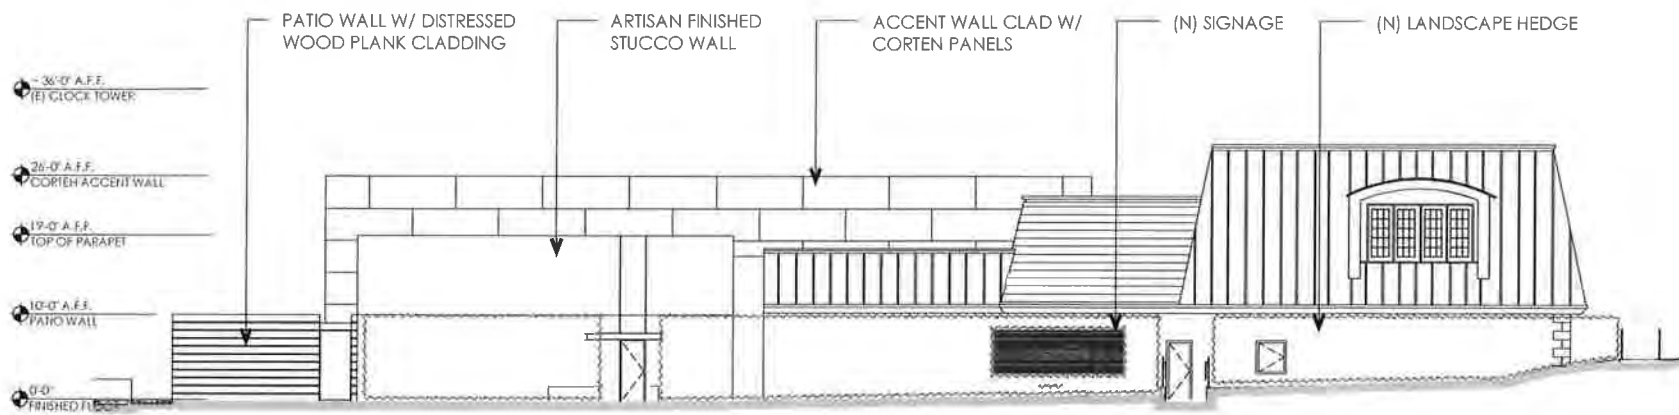 PATIO WALL W/ DISTRESSED
WOOD PLANK CLADDING
ARTISAN FINISHED
STUCCO WALL
ACCENT WALL CLAD W/
CORTEN PANELS
(N) SIGNAGE
(N) LANDSCAPE HEDGE
~ 36'-0" A.F.F.
(E) CLOCK TOWER
26'-0" A.F.F.
CORTEN ACCENT WALL
19'-0" A.F.F.
TOP OF PARAPET
10'-0" A.F.F.
PATIO WALL
0'-0"
FINISHED FLOOR